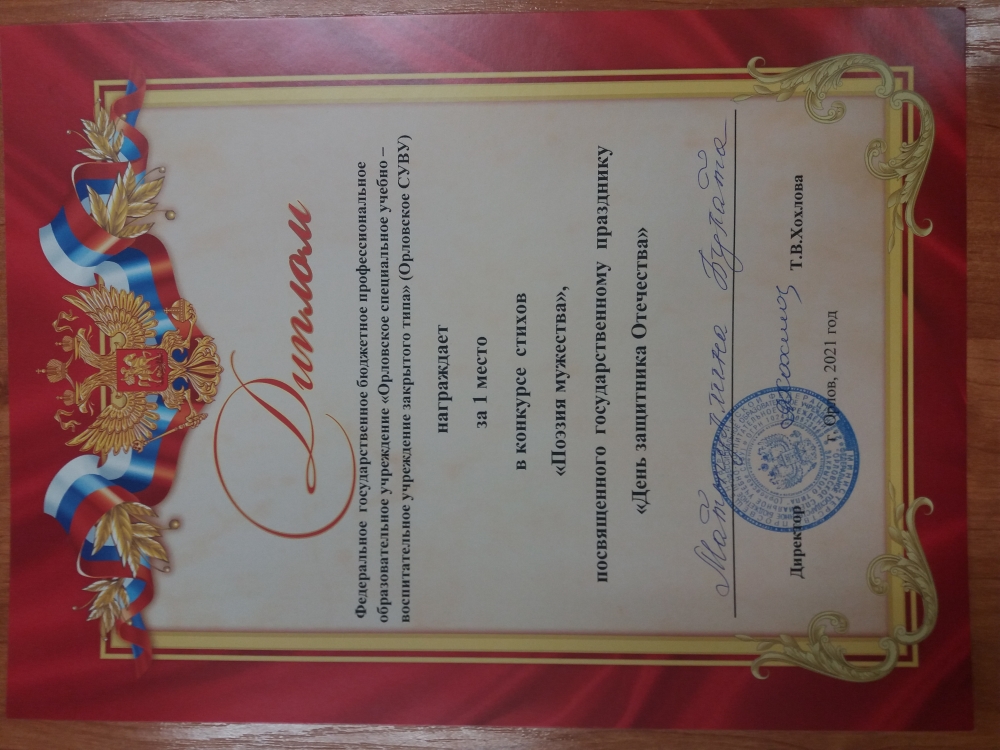 Диплом
Федеральное государственное бюджетное профессиональное
образовательное учреждение «Орловское специальное учебно –
воспитательное учреждение закрытого типа» (Орловское СУВУ)
награждает
за 1 место
в конкурсе стихов
«Поэзия мужества»,
посвященного государственному празднику
«День защитника Отечества»
Булата
Директор Т.В.Хохлова
г. Орлов, 2021 год